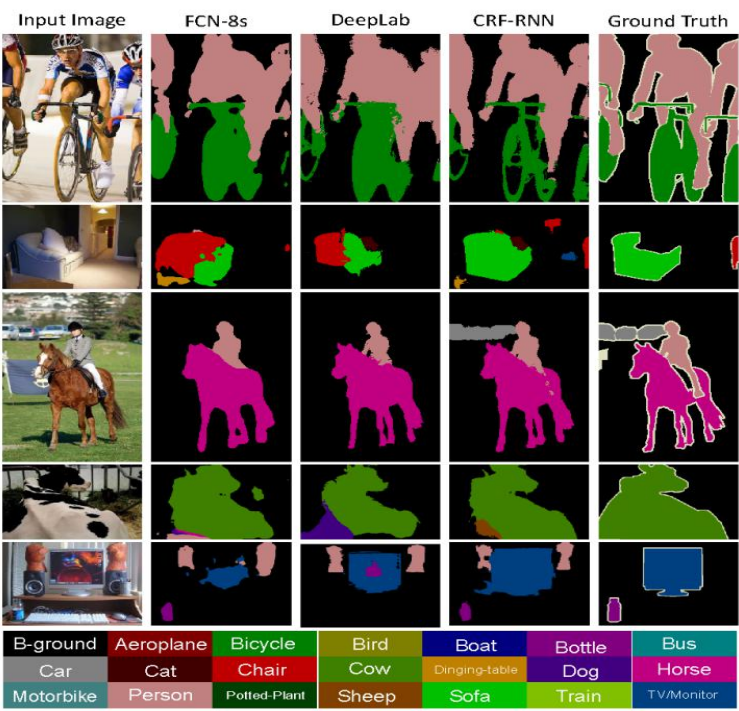 Input Image FCN-8s DeepLab CRF-RNN Ground Truth
B-ground Aeroplane Bicycle Bird Boat Bottle Bus
Car Cat Chair Cow Dinging-table Dog Horse
Motorbike Person Potted-Plant Sheep Sofa Train TV/Monitor